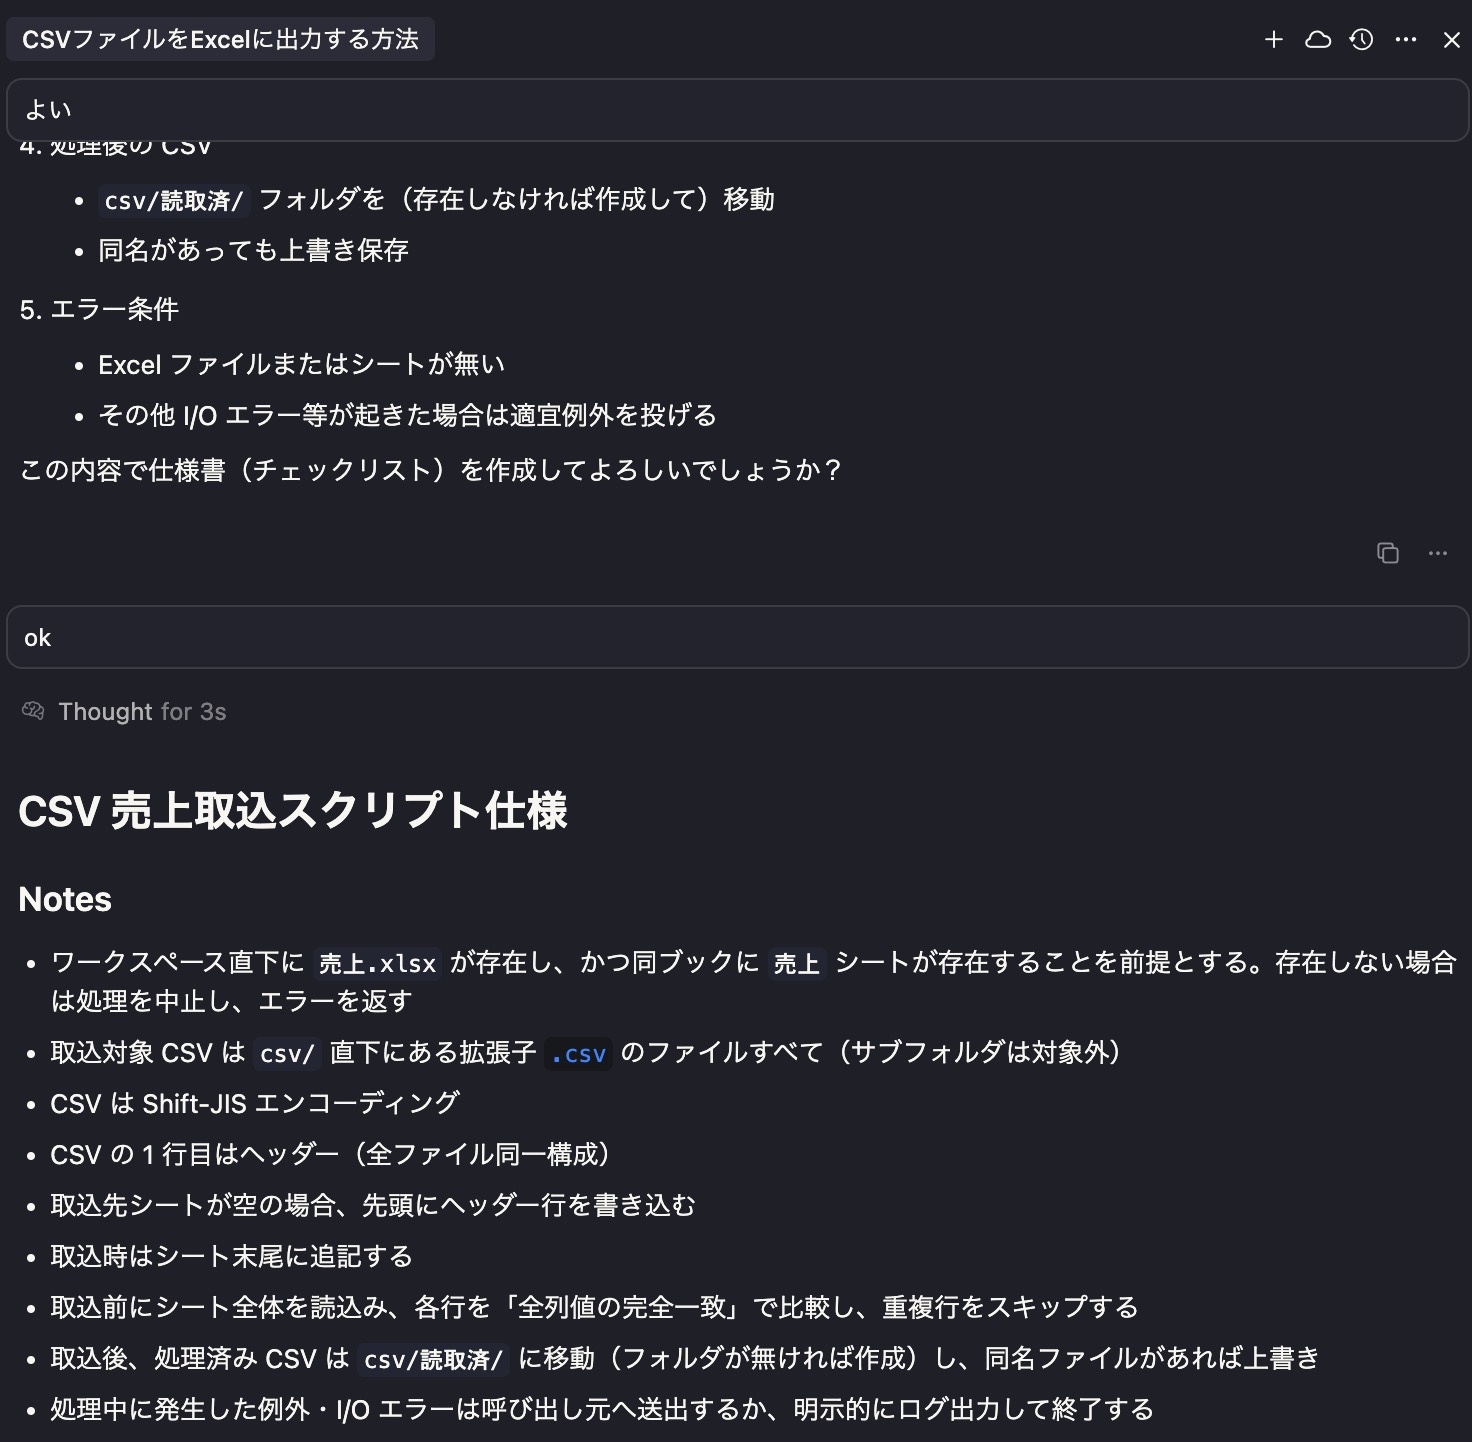 CSVファイルをExcelに出力する方法
よい
4. 処理後の CSV
• csv/読取済/ フォルダを（存在しなければ作成して）移動
• 同名があっても上書き保存
5. エラー条件
• Excel ファイルまたはシートが無い
• その他 I/O エラー等が起きた場合は適宜例外を投げる
この内容で仕様書（チェックリスト）を作成してよろしいでしょうか？
ok
Thought for 3s
CSV 売上取込スクリプト仕様
Notes
• ワークスペース直下に 売上.xlsx が存在し、かつ同ブックに 売上 シートが存在することを前提とする。存在しない場合
は処理を中止し、エラーを返す
• 取込対象 CSV は csv/ 直下にある拡張子 .csv のファイルすべて（サブフォルダは対象外）
• CSV は Shift-JIS エンコーディング
• CSV の 1 行目はヘッダー（全ファイル同一構成）
• 取込先シートが空の場合、先頭にヘッダー行を書き込む
• 取込時はシート末尾に追記する
• 取込前にシート全体を読込み、各行を「全列値の完全一致」で比較し、重複行をスキップする
• 取込後、処理済み CSV は csv/読取済/ に移動（フォルダが無ければ作成）し、同名ファイルがあれば上書き
• 処理中に発生した例外・I/O エラーは呼び出し元へ送出するか、明示的にログ出力して終了する